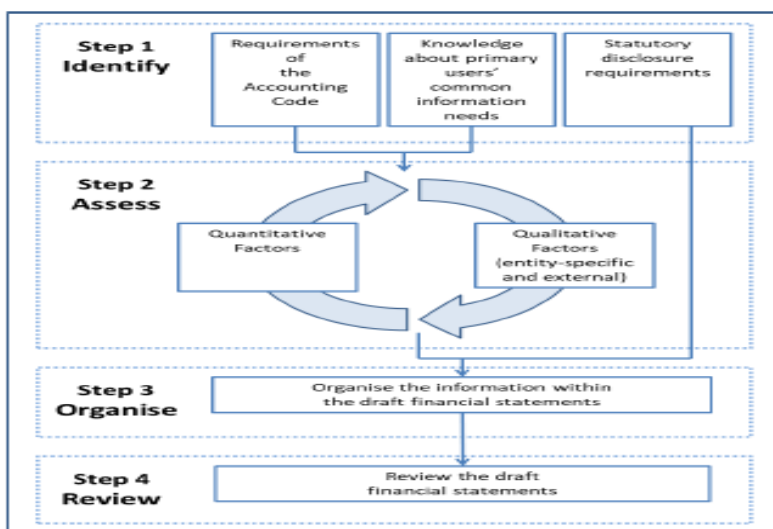 Step 1
Identify
Requirements
of
the
Accounting
Code
Knowledge
about primary
users'
common
information
needs
Statutory
disclosure
requirements
Step 2
Assess
Quantitative
Factors
Qualitative
Factors
(entity-specific
and external)
Step 3
Organise
Organise the information within
the draft financial statements
Step 4
Review
Review the draft
financial statements